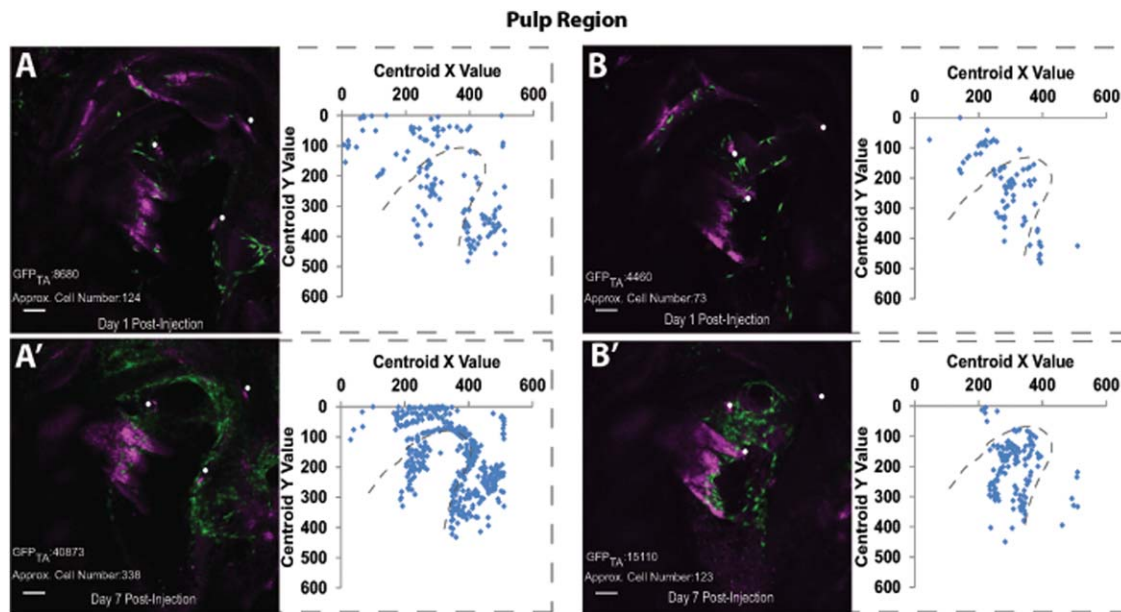 Pulp Region
A
Centroid X Value
0 200 400 600
Centroid Y Value
0
100
200
300
400
500
600
GFPTA:8680
Approx. Cell Number:124
Day 1 Post-Injection
B
Centroid X Value
0 200 400 600
Centroid Y Value
0
100
200
300
400
500
600
GFPTA:4460
Approx. Cell Number:73
Day 1 Post-Injection
A'
Centroid X Value
0 200 400 600
Centroid Y Value
0
100
200
300
400
500
600
GFPTA:40873
Approx. Cell Number:338
Day 7 Post-Injection
B'
Centroid X Value
0 200 400 600
Centroid Y Value
0
100
200
300
400
500
600
GFPTA:15110
Approx. Cell Number:123
Day 7 Post-Injection